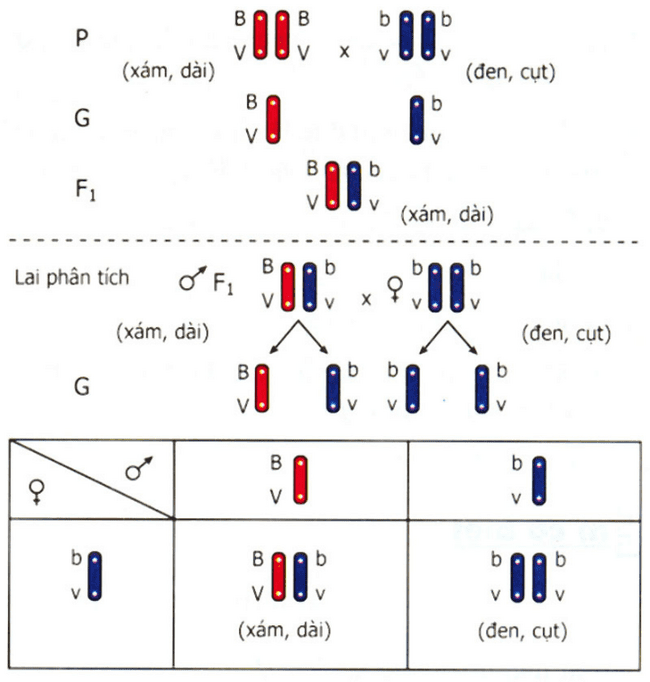 B B b b
P V V x v v
(xám, dài) (đen, cụt)
B b
G V v
B b
F₁ V v
(xám, dài)
Lai phân tích ♂ F₁ B b x ♀ b b
V v v v
(xám, dài) (đen, cụt)
B b b b
G
V v v v
♂ B b
♀ V v
b B b b b
v V v v v
(xám, dài) (đen, cụt)